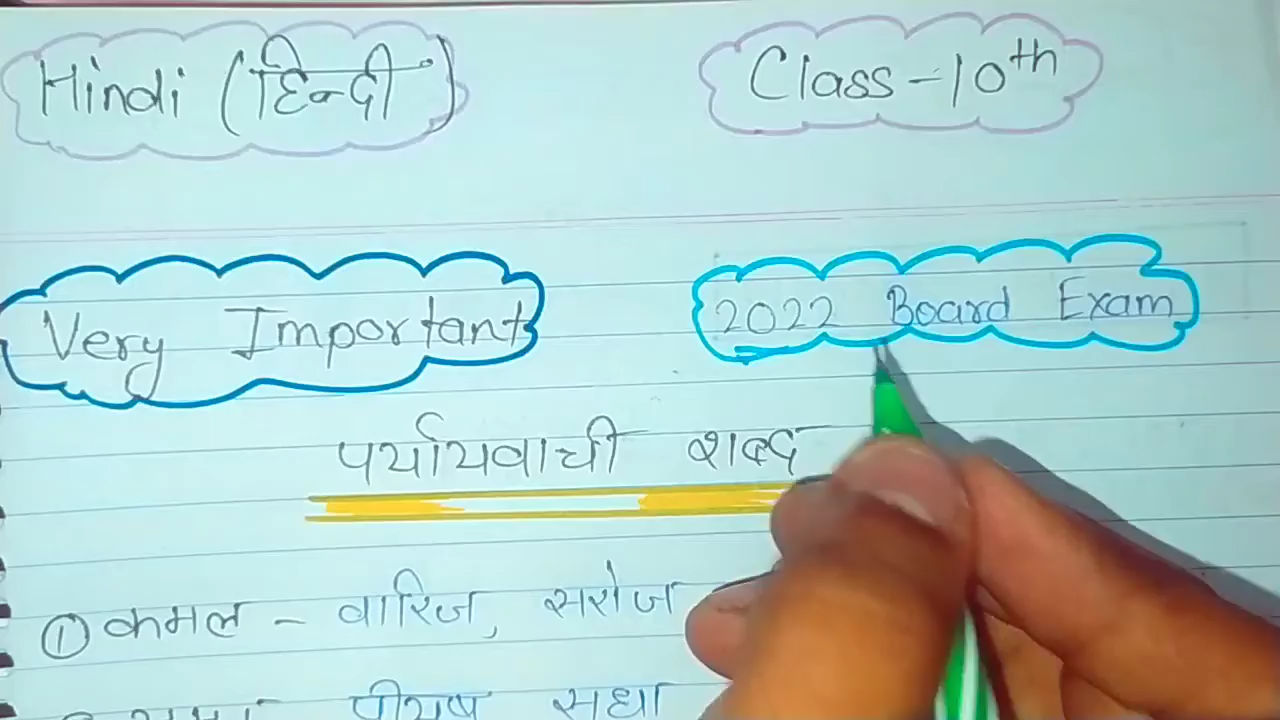 Hindi (हिन्दी)
Class-10th
Very Important
2022 Board Exam
पर्यायवाची शब्द
① कमल - वारिज, सरोज
पीयूष सुधा